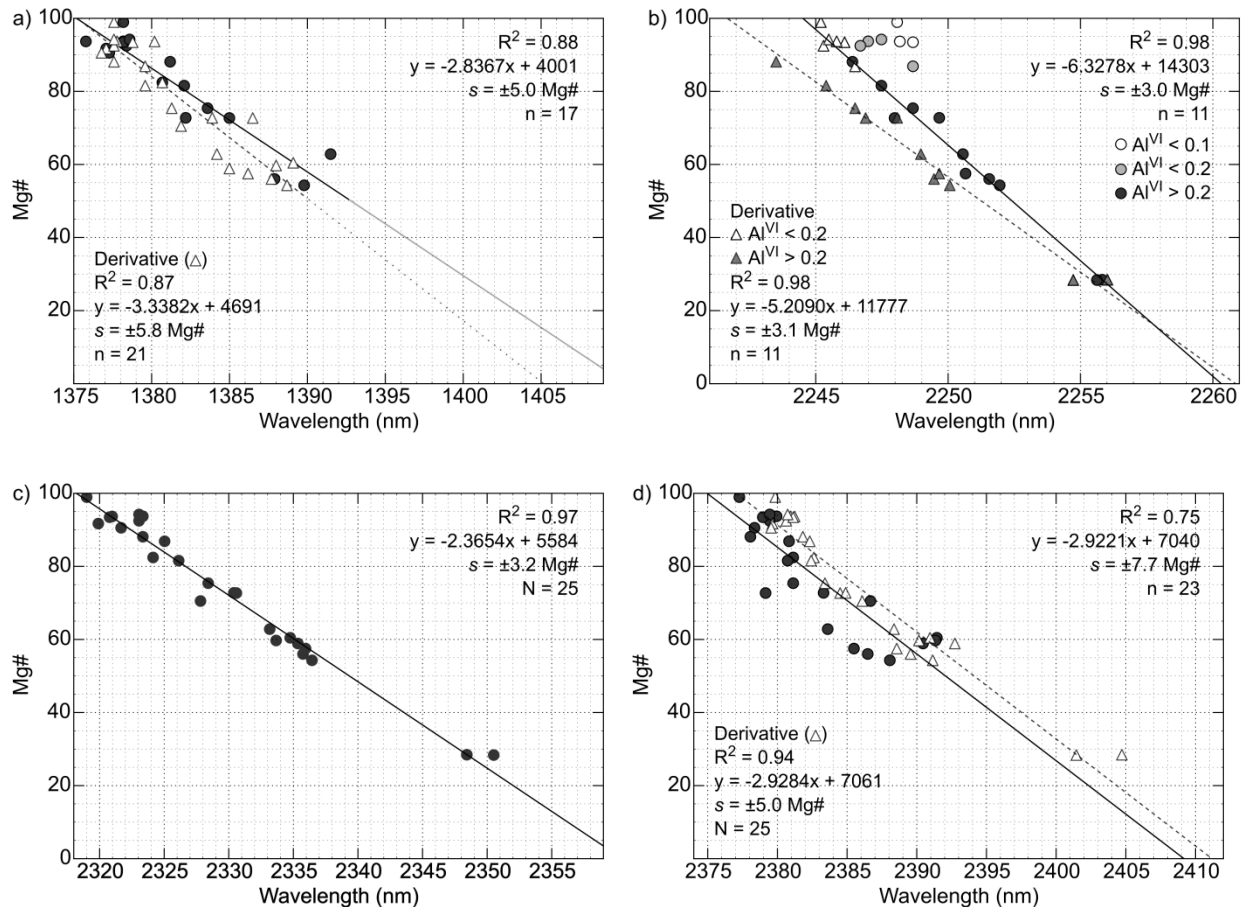 a)
100
80
60
40
20
0
Mg#
R² = 0.88
y = -2.8367x + 4001
s = ±5.0 Mg#
n = 17
Derivative (△)
R² = 0.87
y = -3.3382x + 4691
s = ±5.8 Mg#
n = 21
1375 1380 1385 1390 1395 1400 1405
Wavelength (nm)
b)
100
80
60
40
20
0
Mg#
R² = 0.98
y = -6.3278x + 14303
s = ±3.0 Mg#
n = 11
Al^VI < 0.1
Al^VI < 0.2
Al^VI > 0.2
Derivative
Al^VI < 0.2
Al^VI > 0.2
R² = 0.98
y = -5.2090x + 11777
s = ±3.1 Mg#
n = 11
2245 2250 2255 2260
Wavelength (nm)
c)
100
80
60
40
20
0
Mg#
R² = 0.97
y = -2.3654x + 5584
s = ±3.2 Mg#
N = 25
2320 2325 2330 2335 2340 2345 2350 2355
Wavelength (nm)
d)
100
80
60
40
20
0
Mg#
R² = 0.75
y = -2.9221x + 7040
s = ±7.7 Mg#
n = 23
Derivative (△)
R² = 0.94
y = -2.9284x + 7061
s = ±5.0 Mg#
N = 25
2375 2380 2385 2390 2395 2400 2405 2410
Wavelength (nm)